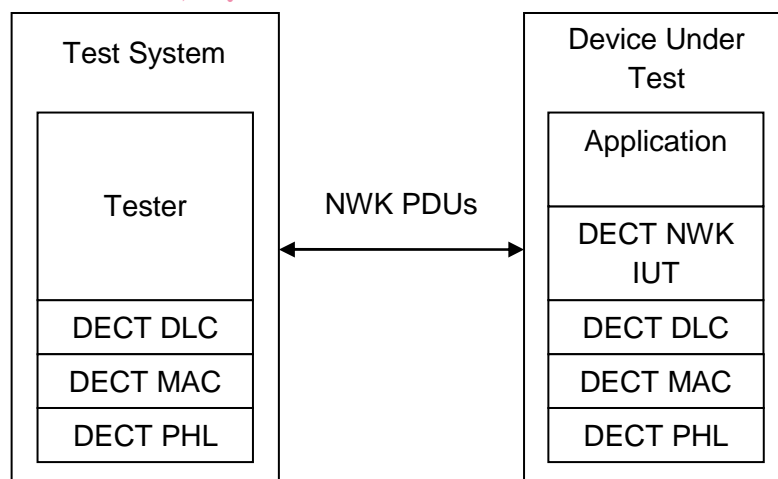 Test System
Tester
DECT DLC
DECT MAC
DECT PHL
NWK PDUs
Device Under
Test
Application
DECT NWK
IUT
DECT DLC
DECT MAC
DECT PHL